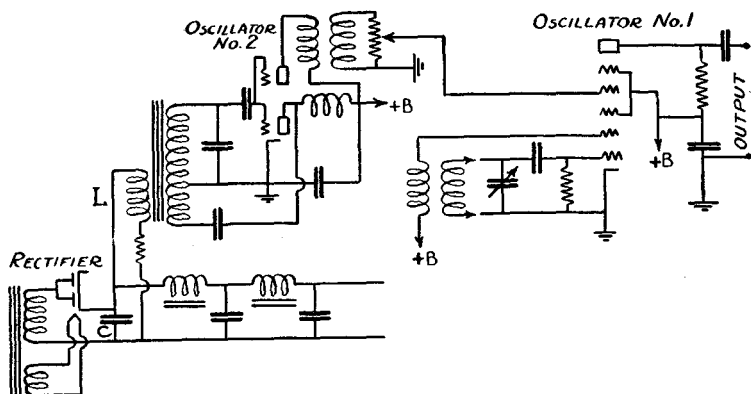 OSCILLATOR
No.2
OSCILLATOR No.1
+B
+B
OUTPUT
L
+B
RECTIFIER
C